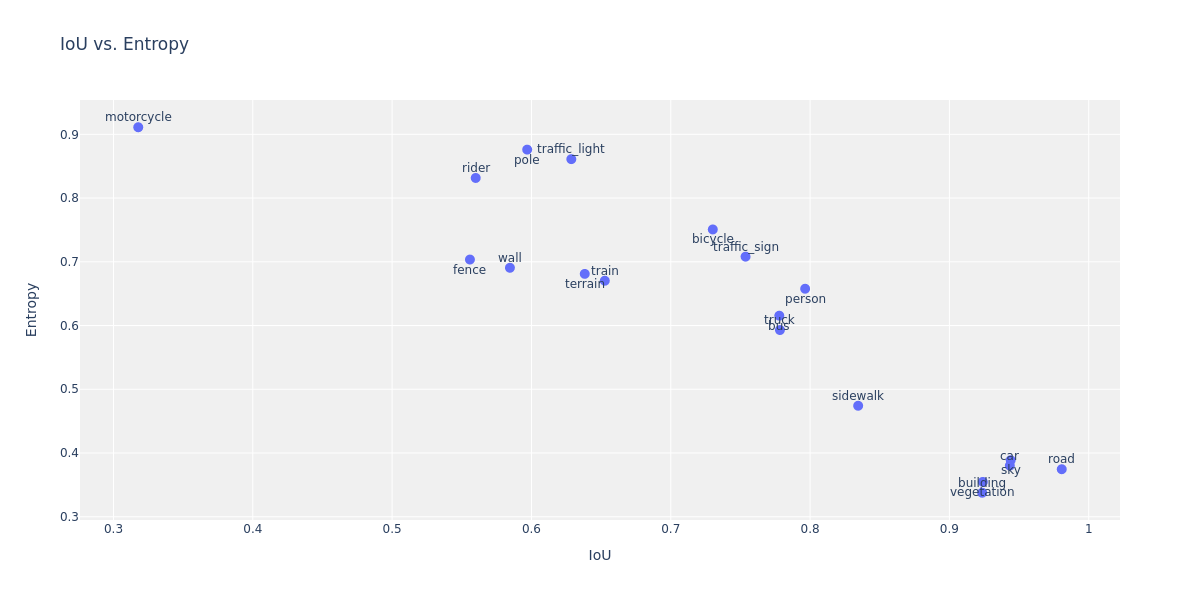 IoU vs. Entropy
motorcycle
0.9
traffic_light
pole
rider
0.8
bicycle
traffic_sign
wall
0.7
fence
train
terrain
person
truck
bus
0.6
Entropy
sidewalk
0.5
car
road
0.4
sky
building
vegetation
0.3
0.3 0.4 0.5 0.6 0.7 0.8 0.9 1
IoU